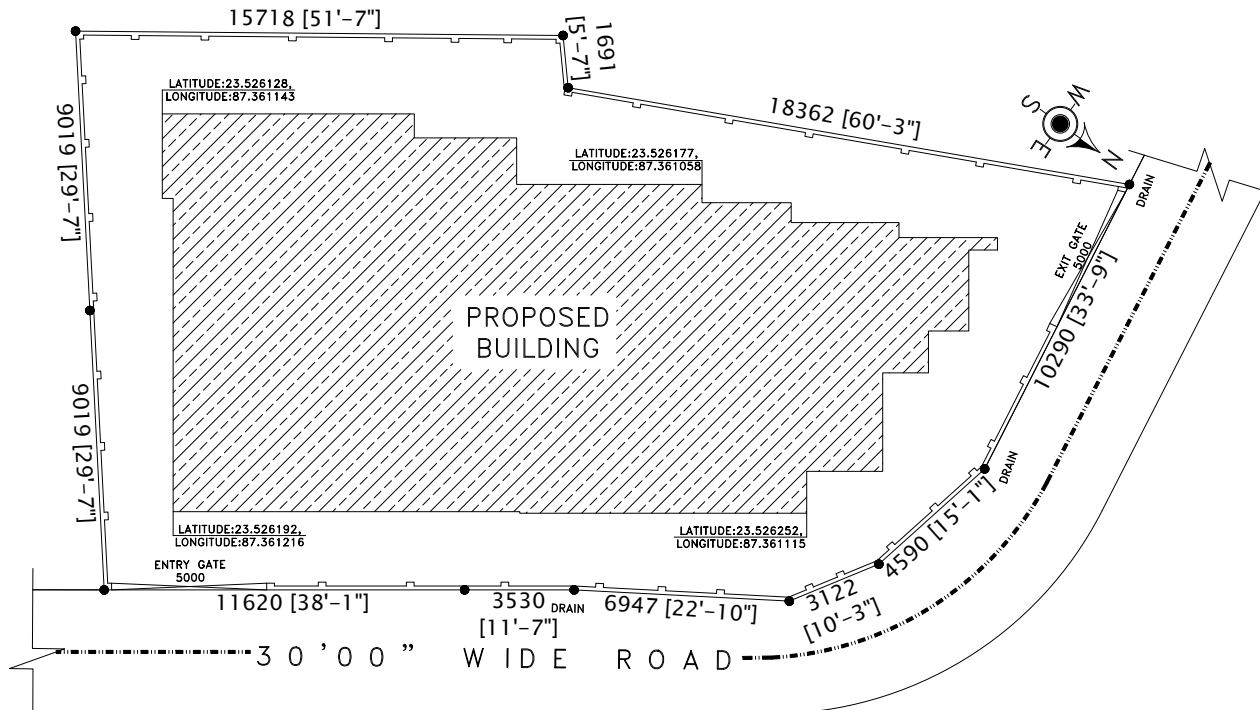 15718 [51'-7"]
1691
[5'-7"]
LATITUDE:23.526128,
LONGITUDE:87.361143
18362 [60'-3"]
W
S
E
N
9019 [29'-7"]
LATITUDE:23.526177,
LONGITUDE:87.361058
DRAIN
EXIT GATE
5000
10290 [33'-9"]
PROPOSED
BUILDING
9019 [29'-7"]
DRAIN
LATITUDE:23.526192,
LONGITUDE:87.361216
LATITUDE:23.526252,
LONGITUDE:87.361115
4590 [15'-1"]
ENTRY GATE
5000
11620 [38'-1"]
3530
[11'-7"]
DRAIN
6947 [22'-10"]
3122
[10'-3"]
30'00" WIDE ROAD